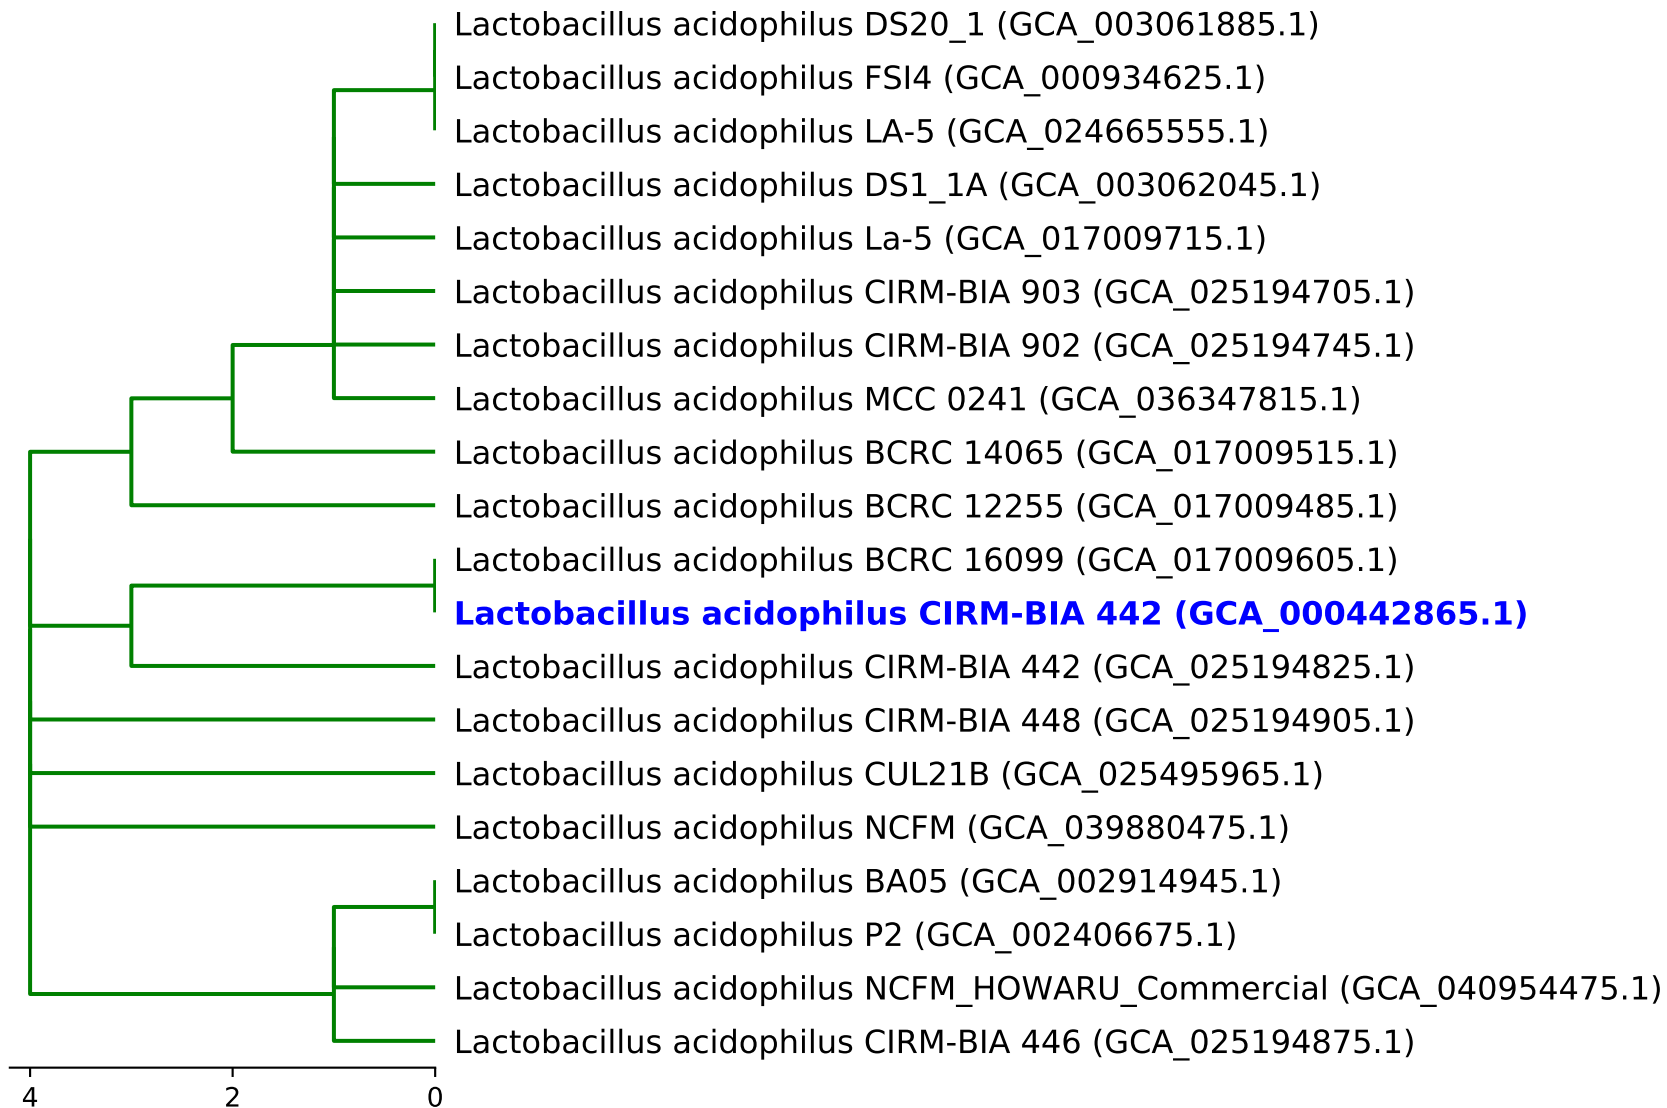 Lactobacillus acidophilus DS20_1 (GCA_003061885.1)
Lactobacillus acidophilus FSI4 (GCA_000934625.1)
Lactobacillus acidophilus LA-5 (GCA_024665555.1)
Lactobacillus acidophilus DS1_1A (GCA_003062045.1)
Lactobacillus acidophilus La-5 (GCA_017009715.1)
Lactobacillus acidophilus CIRM-BIA 903 (GCA_025194705.1)
Lactobacillus acidophilus CIRM-BIA 902 (GCA_025194745.1)
Lactobacillus acidophilus MCC 0241 (GCA_036347815.1)
Lactobacillus acidophilus BCRC 14065 (GCA_017009515.1)
Lactobacillus acidophilus BCRC 12255 (GCA_017009485.1)
Lactobacillus acidophilus BCRC 16099 (GCA_017009605.1)
Lactobacillus acidophilus CIRM-BIA 442 (GCA_000442865.1)
Lactobacillus acidophilus CIRM-BIA 442 (GCA_025194825.1)
Lactobacillus acidophilus CIRM-BIA 448 (GCA_025194905.1)
Lactobacillus acidophilus CUL21B (GCA_025495965.1)
Lactobacillus acidophilus NCFM (GCA_039880475.1)
Lactobacillus acidophilus BA05 (GCA_002914945.1)
Lactobacillus acidophilus P2 (GCA_002406675.1)
Lactobacillus acidophilus NCFM_HOWARU_Commercial (GCA_040954475.1)
Lactobacillus acidophilus CIRM-BIA 446 (GCA_025194875.1)
4 2 0